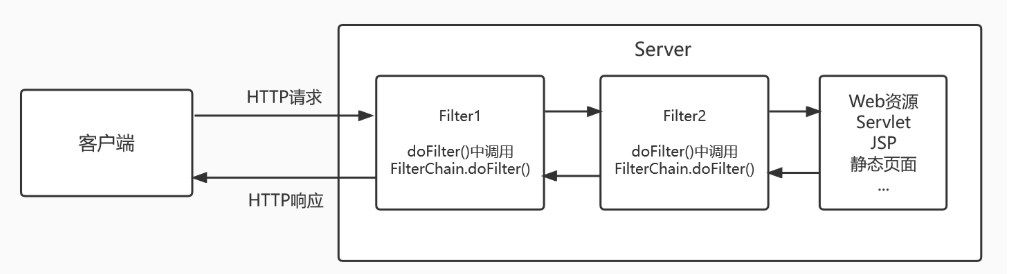 Server
HTTP请求
客户端
HTTP响应
Filter1
doFilter()中调用
FilterChain.doFilter()
Filter2
doFilter()中调用
FilterChain.doFilter()
Web资源
Servlet
JSP
静态页面
...